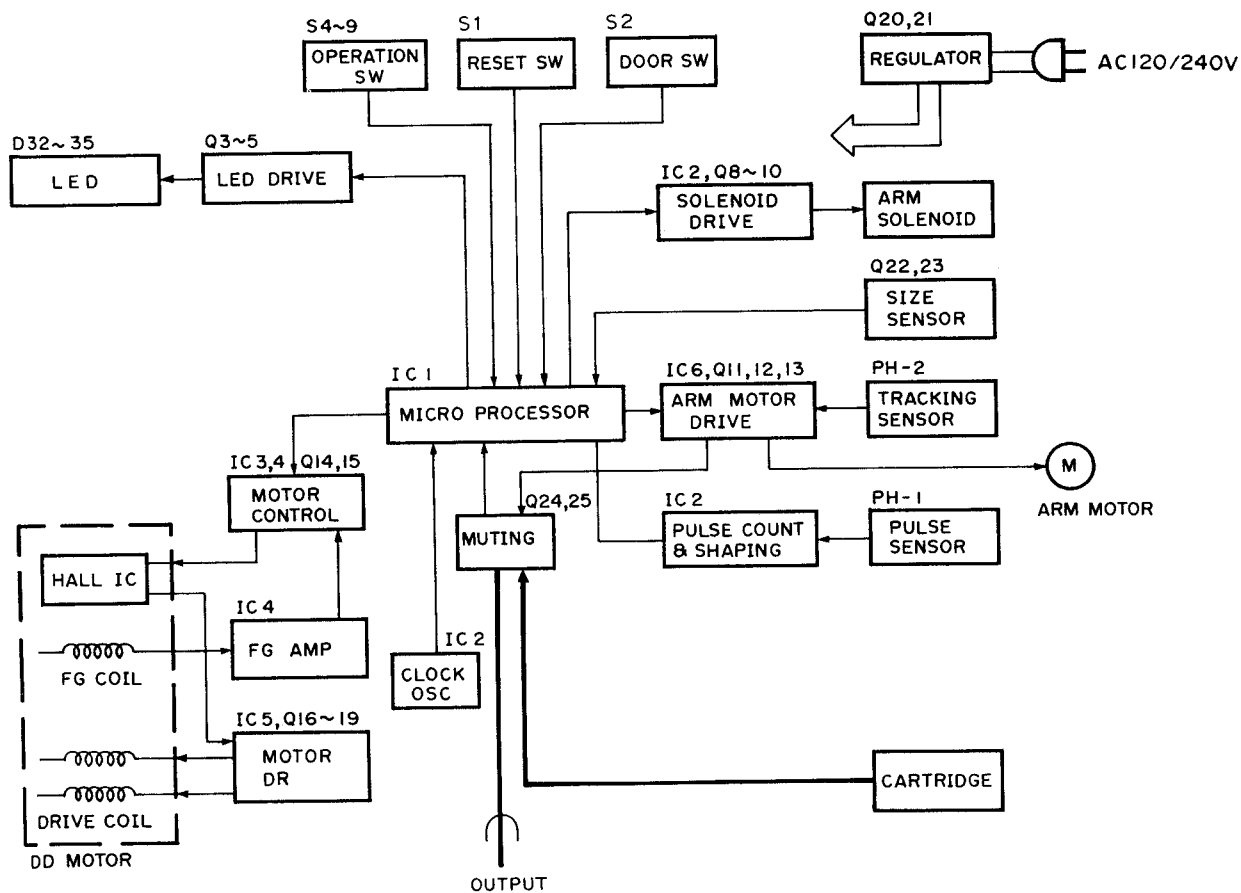 S4~9
OPERATION
SW
S1
RESET SW
S2
DOOR SW
Q20,21
REGULATOR
AC120/240V
D32~35
LED
Q3~5
LED DRIVE
IC2,Q8~10
SOLENOID
DRIVE
ARM
SOLENOID
Q22,23
SIZE
SENSOR
IC1
MICRO PROCESSOR
IC6,Q11,12,13
ARM MOTOR
DRIVE
PH-2
TRACKING
SENSOR
M
ARM MOTOR
IC3,4 Q14,15
MOTOR
CONTROL
Q24,25
MUTING
IC2
PULSE COUNT
& SHAPING
PH-1
PULSE
SENSOR
HALL IC
IC4
FG AMP
FG COIL
IC2
CLOCK
OSC
IC5,Q16~19
MOTOR
DR
DRIVE COIL
DD MOTOR
CARTRIDGE
OUTPUT